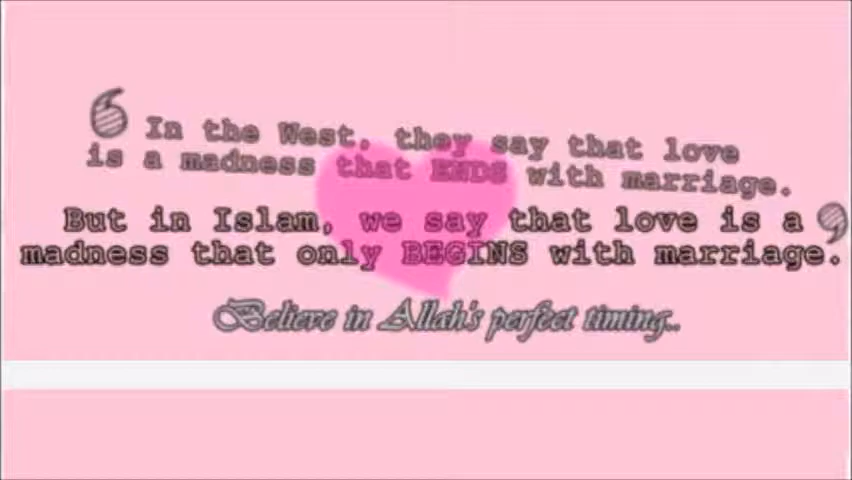 ‘ In the West, they say that love
is a madness that ENDS with marriage.
But in Islam, we say that love is a ’
madness that only BEGINS with marriage.
Believe in Allah's perfect timing..